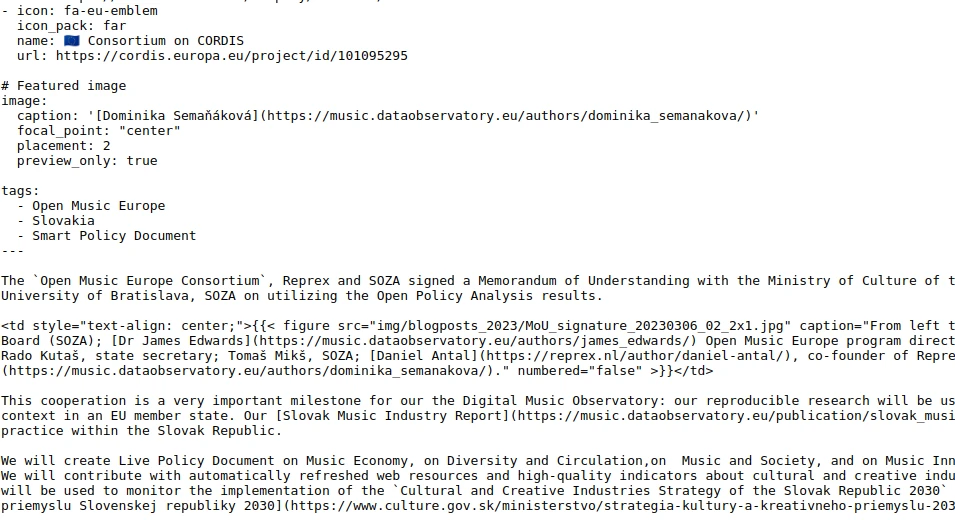 - icon: fa-eu-emblem
  icon_pack: far
  name: 🇪🇺 Consortium on CORDIS
  url: https://cordis.europa.eu/project/id/101095295

# Featured image
image:
  caption: '[Dominika Semaňáková](https://music.dataobservatory.eu/authors/dominika_semanakova/)'
  focal_point: "center"
  placement: 2
  preview_only: true

tags:
  - Open Music Europe
  - Slovakia
  - Smart Policy Document
---

The `Open Music Europe Consortium`, Reprex and SOZA signed a Memorandum of Understanding with the Ministry of Culture of t
University of Bratislava, SOZA on utilizing the Open Policy Analysis results.

<td style="text-align: center;">{{< figure src="img/blogposts_2023/MoU_signature_20230306_02_2x1.jpg" caption="From left t
Board (SOZA); [Dr James Edwards](https://music.dataobservatory.eu/authors/james_edwards/) Open Music Europe program direct
Rado Kutaš, state secretary; Tomaš Mikš, SOZA; [Daniel Antal](https://reprex.nl/author/daniel-antal/), co-founder of Repre
(https://music.dataobservatory.eu/authors/dominika_semanakova/)." numbered="false" >}}</td>

This cooperation is a very important milestone for our the Digital Music Observatory: our reproducible research will be us
context in an EU member state. Our [Slovak Music Industry Report](https://music.dataobservatory.eu/publication/slovak_musi
practice within the Slovak Republic.

We will create Live Policy Document on Music Economy, on Diversity and Circulation,on  Music and Society, and on Music Inn
We will contribute with automatically refreshed web resources and high-quality indicators about cultural and creative indu
will be used to monitor the implementation of the `Cultural and Creative Industries Strategy of the Slovak Republic 2030`
priemyslu Slovenskej republiky 2030](https://www.culture.gov.sk/ministerstvo/strategia-kultury-a-kreativneho-priemyslu-203